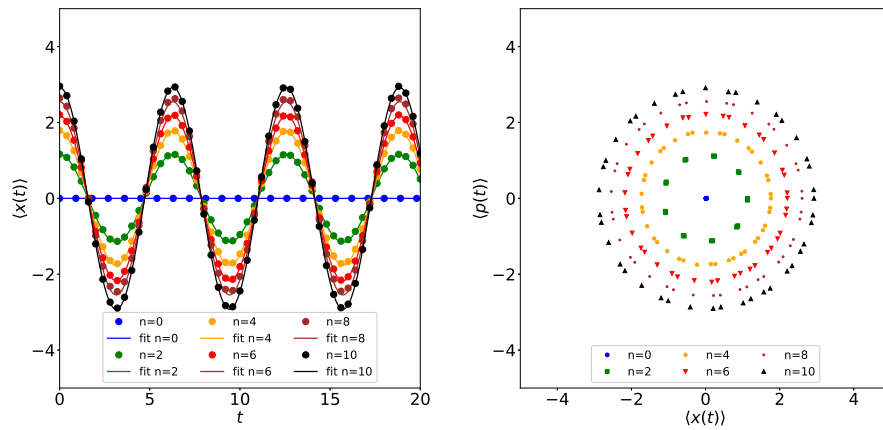 4
2
0
−2
−4
⟨x(t)⟩
0 5 10 15 20
t
n=0 n=4 n=8
fit n=0 fit n=4 fit n=8
n=2 n=6 n=10
fit n=2 fit n=6 fit n=10
4
2
0
−2
−4
⟨p(t)⟩
−4 −2 0 2 4
⟨x(t)⟩
n=0 n=4 n=8
n=2 n=6 n=10